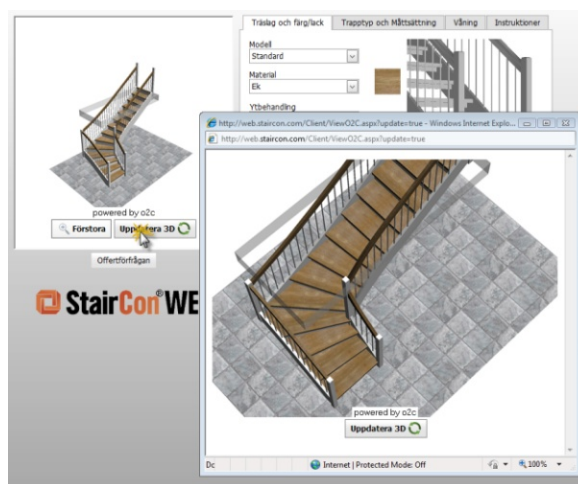 Träslag och färg/lack Trapptyp och Måttsättning Våning Instruktioner
Modell
Standard
Material
Ek
Ytbehandling
powered by o2c
Förstora Uppdatera 3D
Offertförfrågan
StairCon® WE
http://web.staircon.com/Client/ViewO2C.aspx?update=true - Windows Internet Explo...
http://web.staircon.com/Client/ViewO2C.aspx?update=true
powered by o2c
Uppdatera 3D
Dc Internet | Protected Mode: Off 100%